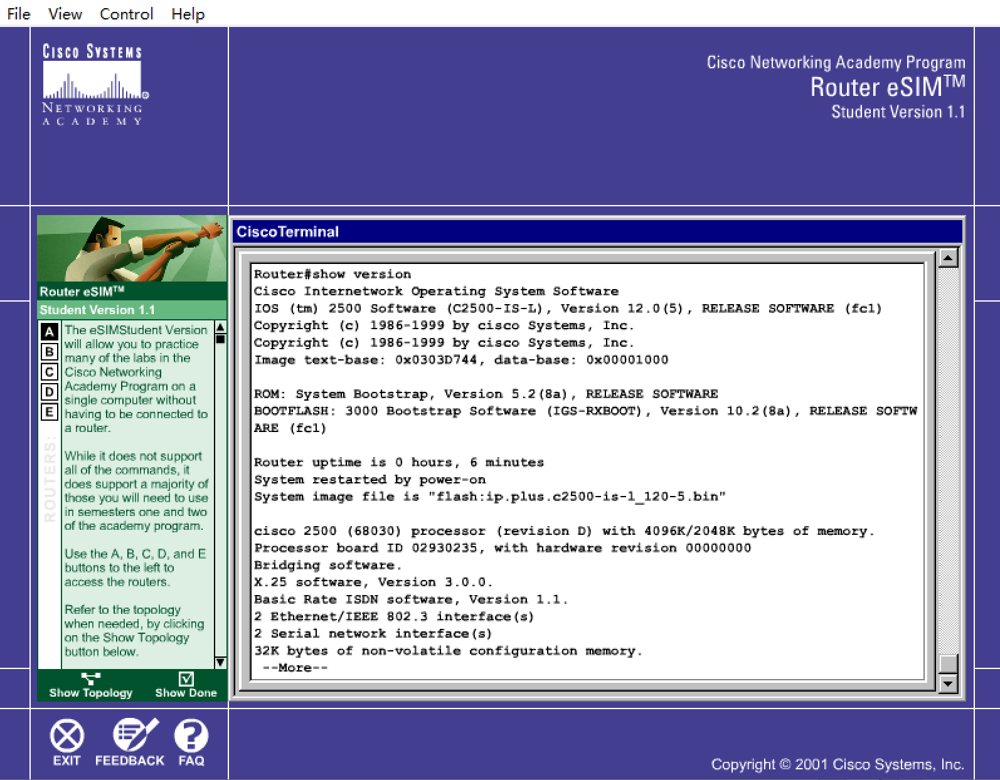 File View Control Help
CISCO SYSTEMS
NETWORKING
ACADEMY
Cisco Networking Academy Program
Router eSIM™
Student Version 1.1
Router eSIM™
Student Version 1.1
A
B
C
D
E
ROUTERS:
The eSIMStudent Version
will allow you to practice
many of the labs in the
Cisco Networking
Academy Program on a
single computer without
having to be connected to
a router.
While it does not support
all of the commands, it
does support a majority of
those you will need to use
in semesters one and two
of the academy program.
Use the A, B, C, D, and E
buttons to the left to
access the routers.
Refer to the topology
when needed, by clicking
on the Show Topology
button below.
Show Topology Show Done
CiscoTerminal
Router#show version
Cisco Internetwork Operating System Software
IOS (tm) 2500 Software (C2500-IS-L), Version 12.0(5), RELEASE SOFTWARE (fc1)
Copyright (c) 1986-1999 by cisco Systems, Inc.
Copyright (c) 1986-1999 by cisco Systems, Inc.
Image text-base: 0x0303D744, data-base: 0x00001000
ROM: System Bootstrap, Version 5.2(8a), RELEASE SOFTWARE
BOOTFLASH: 3000 Bootstrap Software (IGS-RXBOOT), Version 10.2(8a), RELEASE SOFTW
ARE (fc1)
Router uptime is 0 hours, 6 minutes
System restarted by power-on
System image file is "flash:ip.plus.c2500-is-l_120-5.bin"
cisco 2500 (68030) processor (revision D) with 4096K/2048K bytes of memory.
Processor board ID 02930235, with hardware revision 00000000
Bridging software.
X.25 software, Version 3.0.0.
Basic Rate ISDN software, Version 1.1.
2 Ethernet/IEEE 802.3 interface(s)
2 Serial network interface(s)
32K bytes of non-volatile configuration memory.
--More--
EXIT FEEDBACK FAQ
Copyright © 2001 Cisco Systems, Inc.